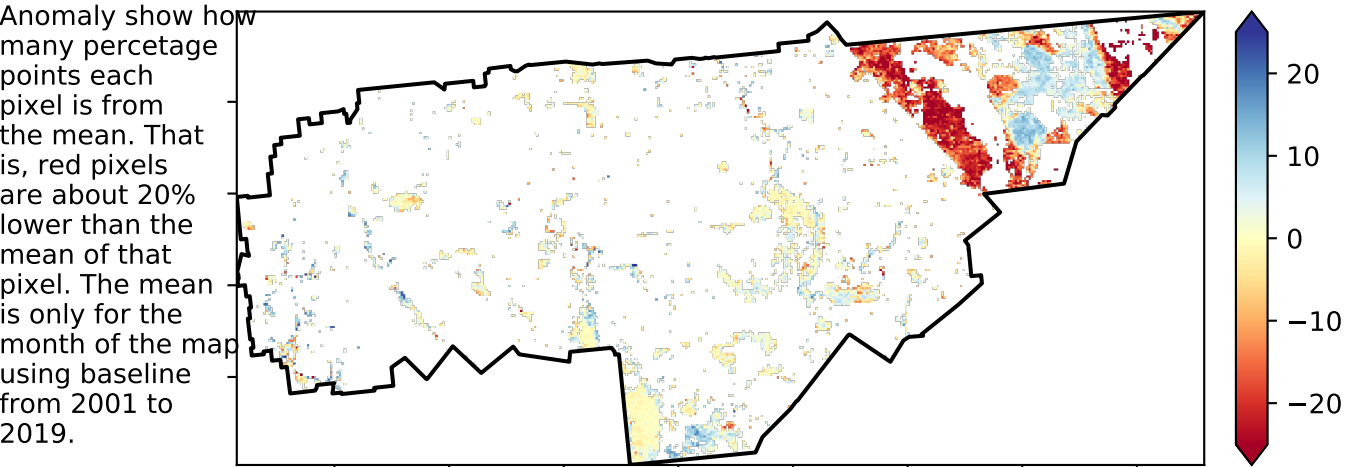 Anomaly show how
many percetage
points each
pixel is from
the mean. That
is, red pixels
are about 20%
lower than the
mean of that
pixel. The mean
is only for the
month of the map
using baseline
from 2001 to
2019.
20
10
0
−10
−20